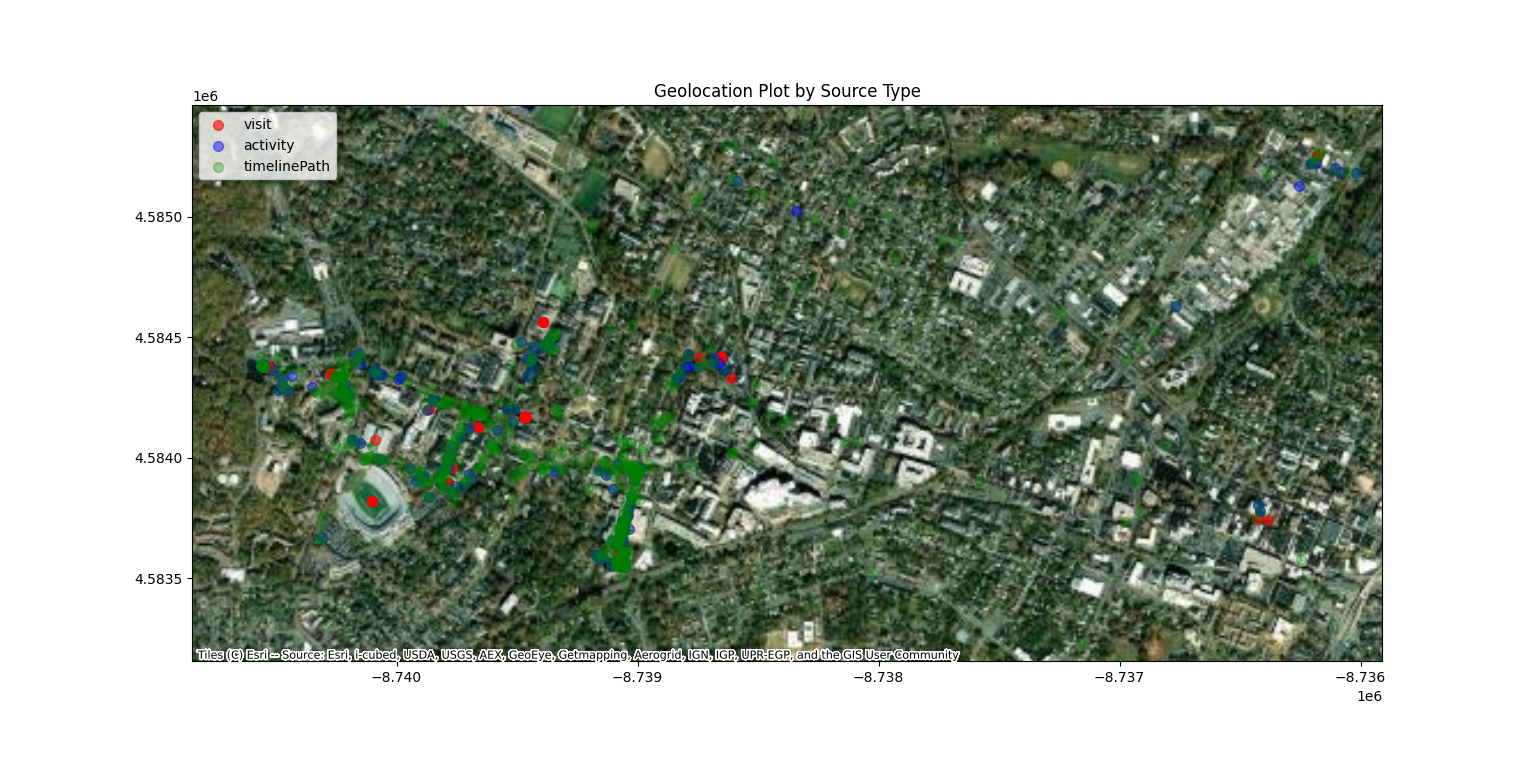 Geolocation Plot by Source Type
1e6
visit
activity
timelinePath
4.5850
4.5845
4.5840
4.5835
Tiles (C) Esri -- Source: Esri, i-cubed, USDA, USGS, AEX, GeoEye, Getmapping, Aerogrid, IGN, IGP, UPR-EGP, and the GIS User Community
−8.740
−8.739
−8.738
−8.737
−8.736
1e6